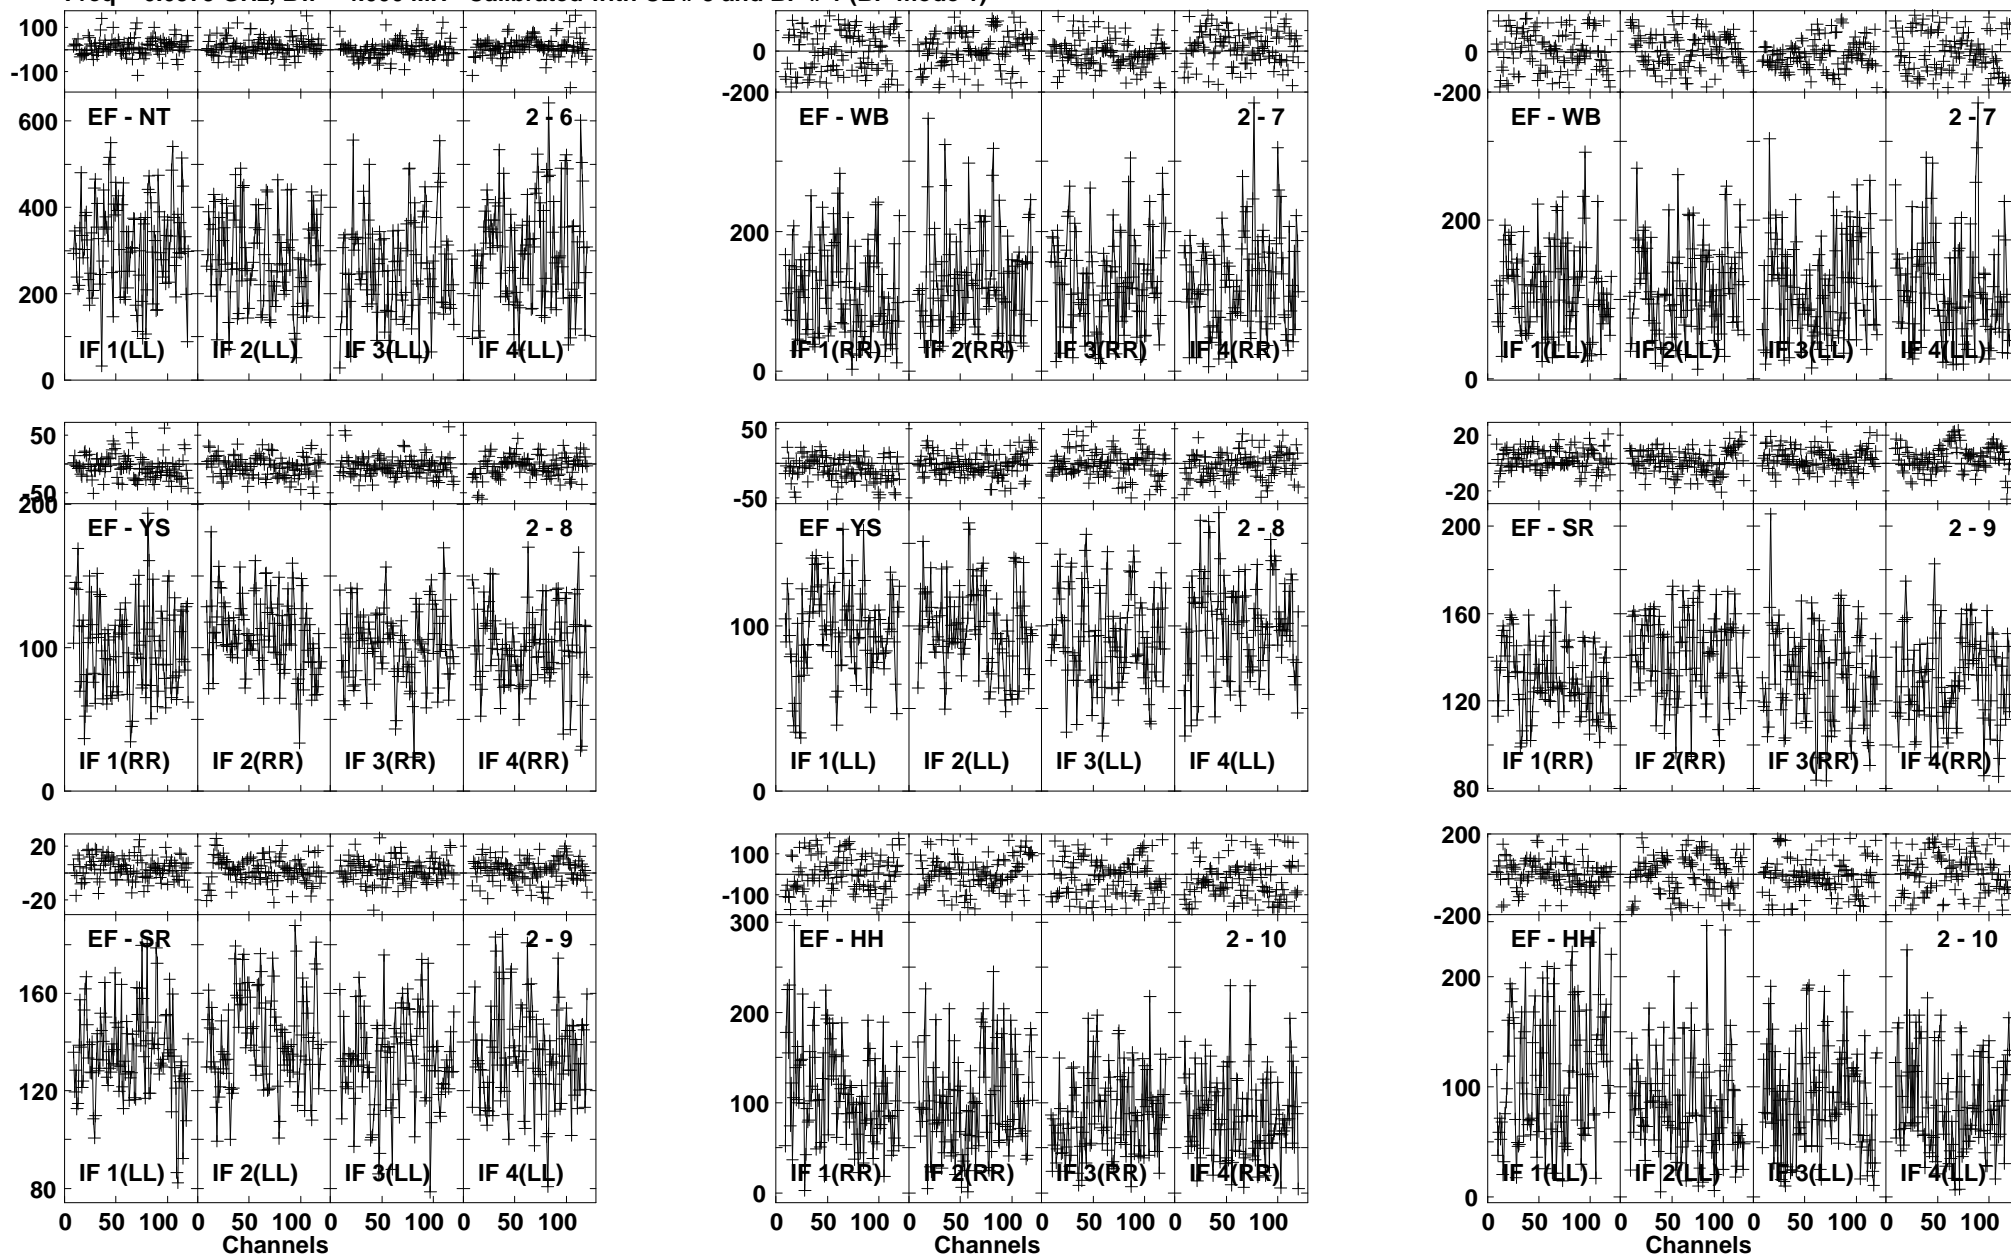 100
-100
0
-200
0
-200
600
400
200
0
EF - NT
2 - 6
IF 1(LL) IF 2(LL) IF 3(LL) IF 4(LL)
200
0
EF - WB
2 - 7
IF 1(RR) IF 2(RR) IF 3(RR) IF 4(RR)
200
0
EF - WB
2 - 7
IF 1(LL) IF 2(LL) IF 3(LL) IF 4(LL)
50
-50
200
100
0
EF - YS
2 - 8
IF 1(RR) IF 2(RR) IF 3(RR) IF 4(RR)
50
-50
100
0
EF - YS
2 - 8
IF 1(LL) IF 2(LL) IF 3(LL) IF 4(LL)
20
-20
200
160
120
80
EF - SR
2 - 9
IF 1(RR) IF 2(RR) IF 3(RR) IF 4(RR)
20
-20
160
120
80
EF - SR
2 - 9
IF 1(LL) IF 2(LL) IF 3(LL) IF 4(LL)
0 50 100 0 50 100 0 50 100 0 50 100
Channels
100
-100
300
200
100
0
EF - HH
2 - 10
IF 1(RR) IF 2(RR) IF 3(RR) IF 4(RR)
0 50 100 0 50 100 0 50 100 0 50 100
Channels
200
-200
200
100
0
EF - HH
2 - 10
IF 1(LL) IF 2(LL) IF 3(LL) IF 4(LL)
0 50 100 0 50 100 0 50 100 0 50 100
Channels